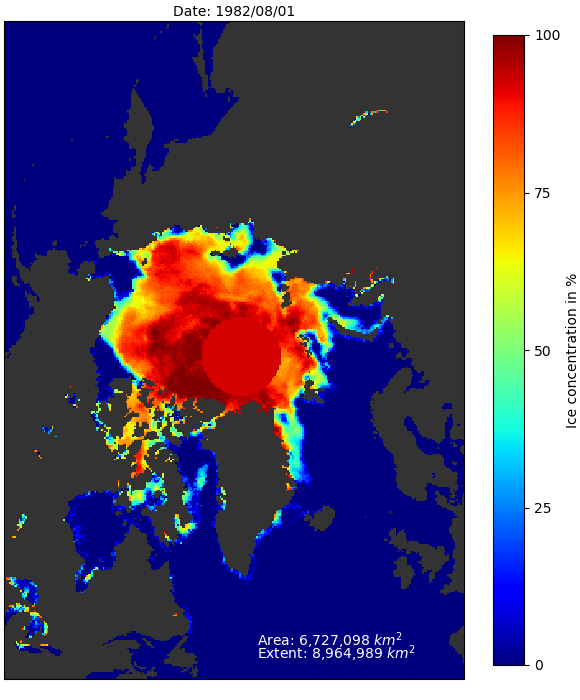 Date: 1982/08/01
100
75
50
25
0
Ice concentration in %
Area: 6,727,098 km²
Extent: 8,964,989 km²